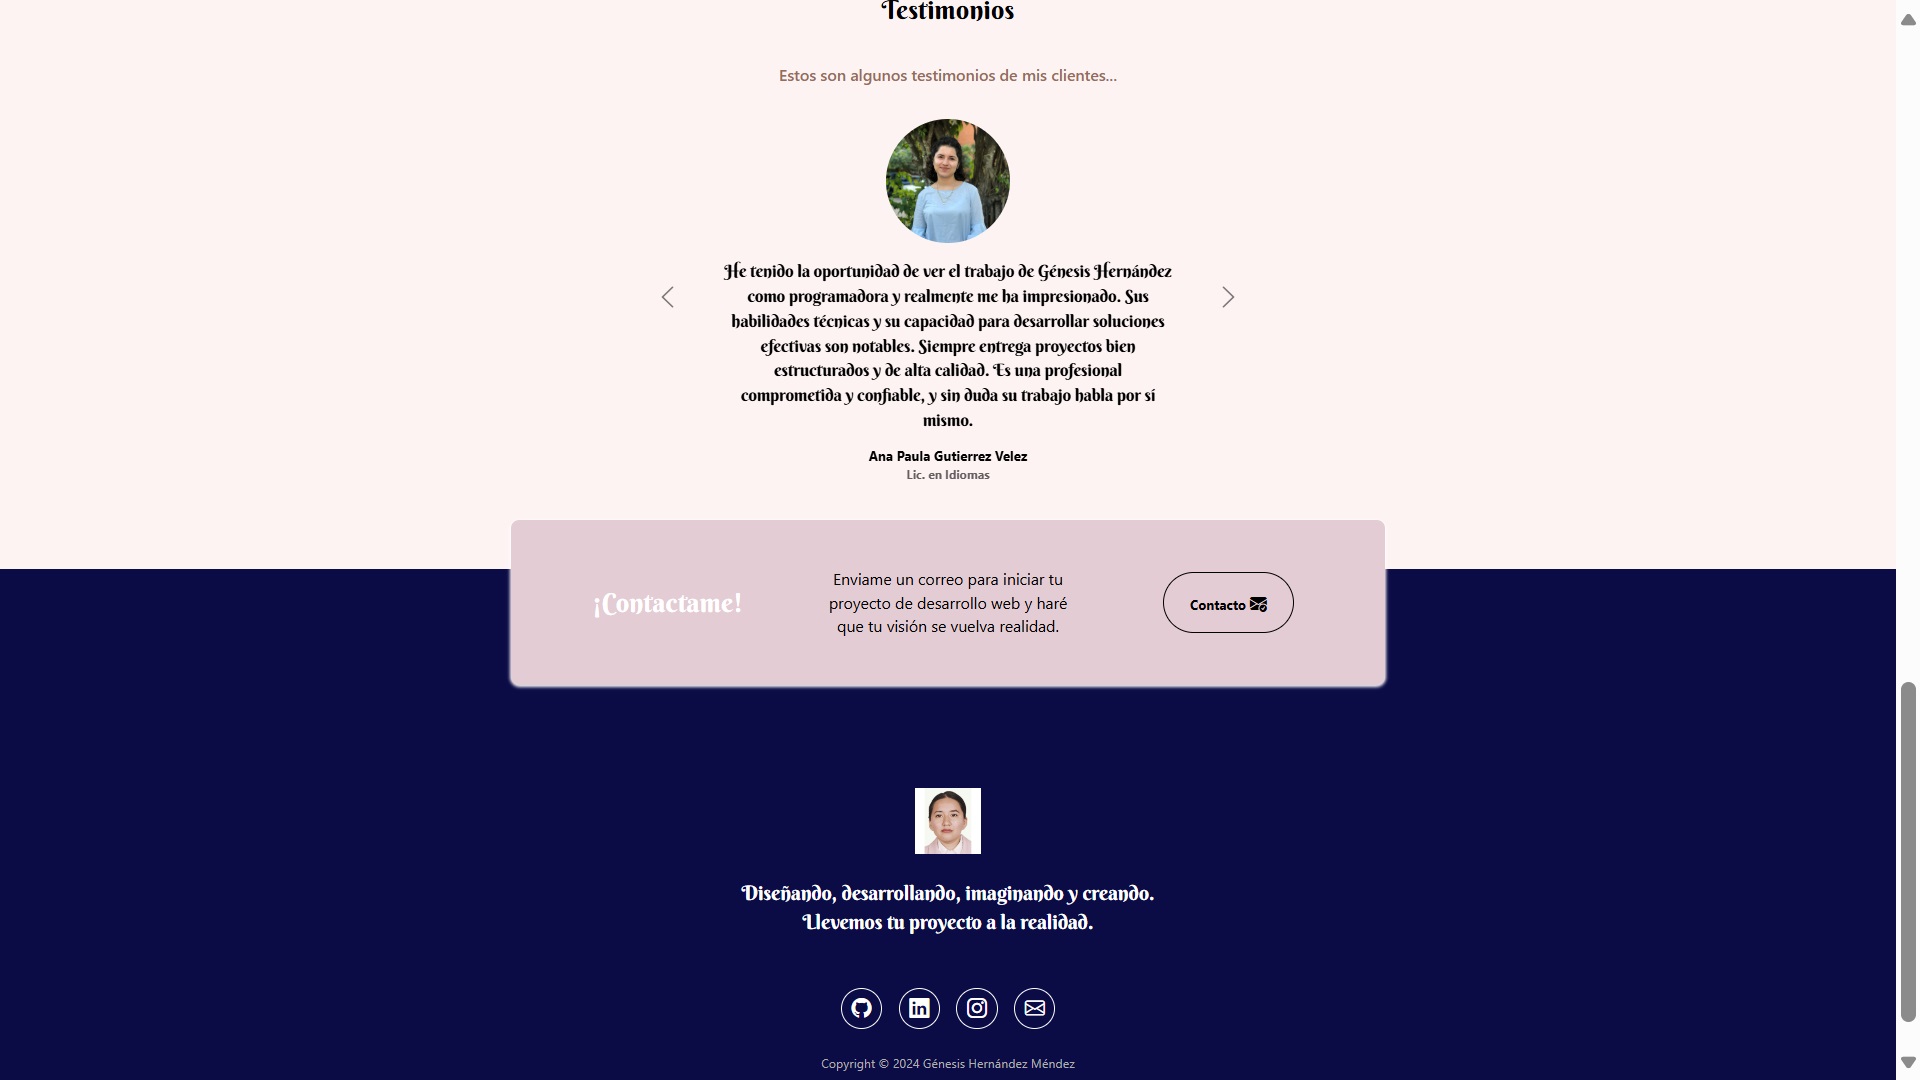 Testimonios
Estos son algunos testimonios de mis clientes...
He tenido la oportunidad de ver el trabajo de Génesis Hernández
como programadora y realmente me ha impresionado. Sus
habilidades técnicas y su capacidad para desarrollar soluciones
efectivas son notables. Siempre entrega proyectos bien
estructurados y de alta calidad. Es una profesional
comprometida y confiable, y sin duda su trabajo habla por sí
mismo.
Ana Paula Gutierrez Velez
Lic. en Idiomas
¡Contactame!
Enviame un correo para iniciar tu
proyecto de desarrollo web y haré
que tu visión se vuelva realidad.
Contacto
Diseñando, desarrollando, imaginando y creando.
Llevemos tu proyecto a la realidad.
Copyright © 2024 Génesis Hernández Méndez